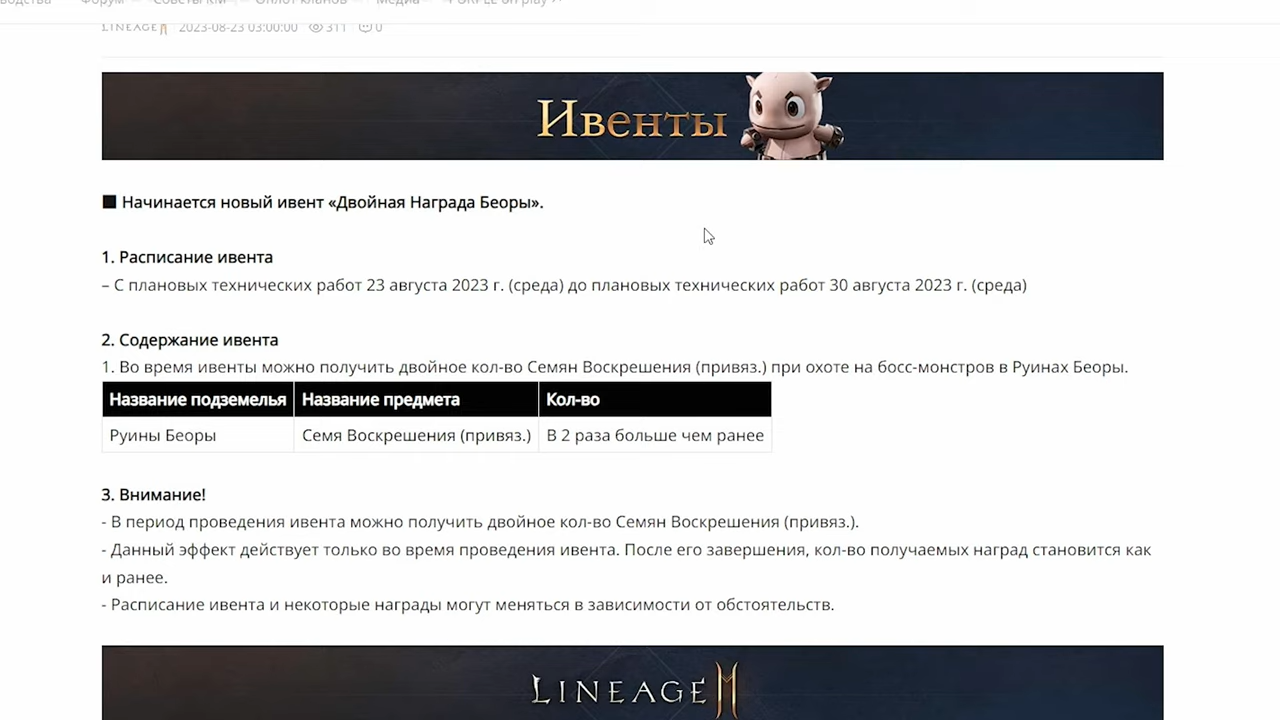 Форум
Медиа
LINEAGE M 2023-08-23 03:00:00 311 0
Ивенты
■ Начинается новый ивент «Двойная Награда Беоры».
1. Расписание ивента
– С плановых технических работ 23 августа 2023 г. (среда) до плановых технических работ 30 августа 2023 г. (среда)
2. Содержание ивента
1. Во время ивенты можно получить двойное кол-во Семян Воскрешения (привяз.) при охоте на босс-монстров в Руинах Беоры.
Название подземелья Название предмета Кол-во
Руины Беоры Семя Воскрешения (привяз.) В 2 раза больше чем ранее
3. Внимание!
- В период проведения ивента можно получить двойное кол-во Семян Воскрешения (привяз.).
- Данный эффект действует только во время проведения ивента. После его завершения, кол-во получаемых наград становится как
и ранее.
- Расписание ивента и некоторые награды могут меняться в зависимости от обстоятельств.
LINEAGE M